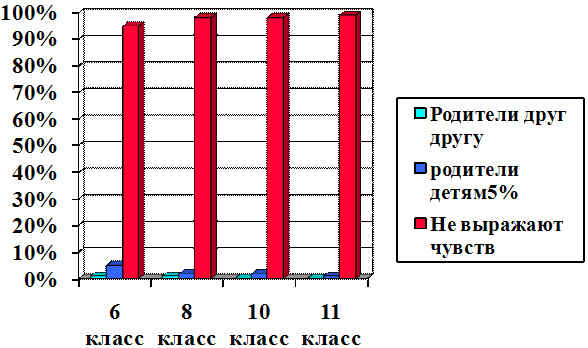 100%
90%
80%
70%
60%
50%
40%
30%
20%
10%
0%
6 класс
8 класс
10 класс
11 класс
Родители друг
другу
родители
детям5%
Не выражают
чувств